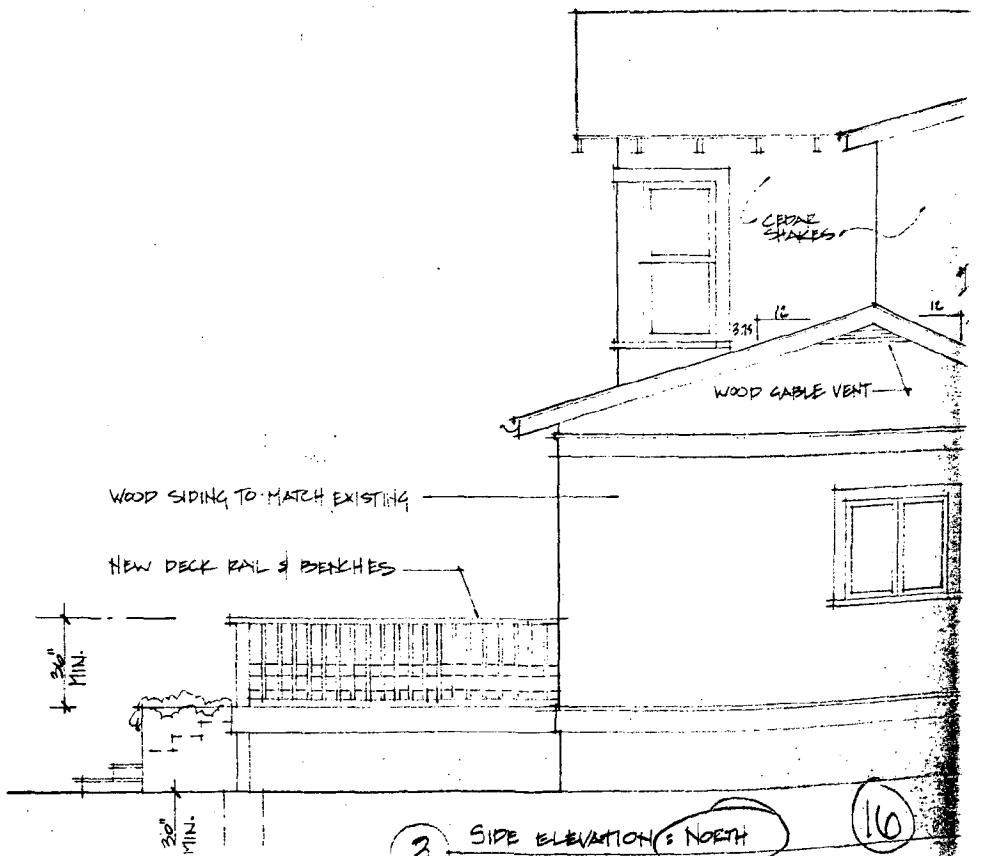 CEDAR
SHAKES
12
12
3.75
WOOD GABLE VENT
WOOD SIDING TO MATCH EXISTING
NEW DECK RAIL & BENCHES
36"
MIN.
30"
MIN.
3
SIDE ELEVATION: NORTH
16